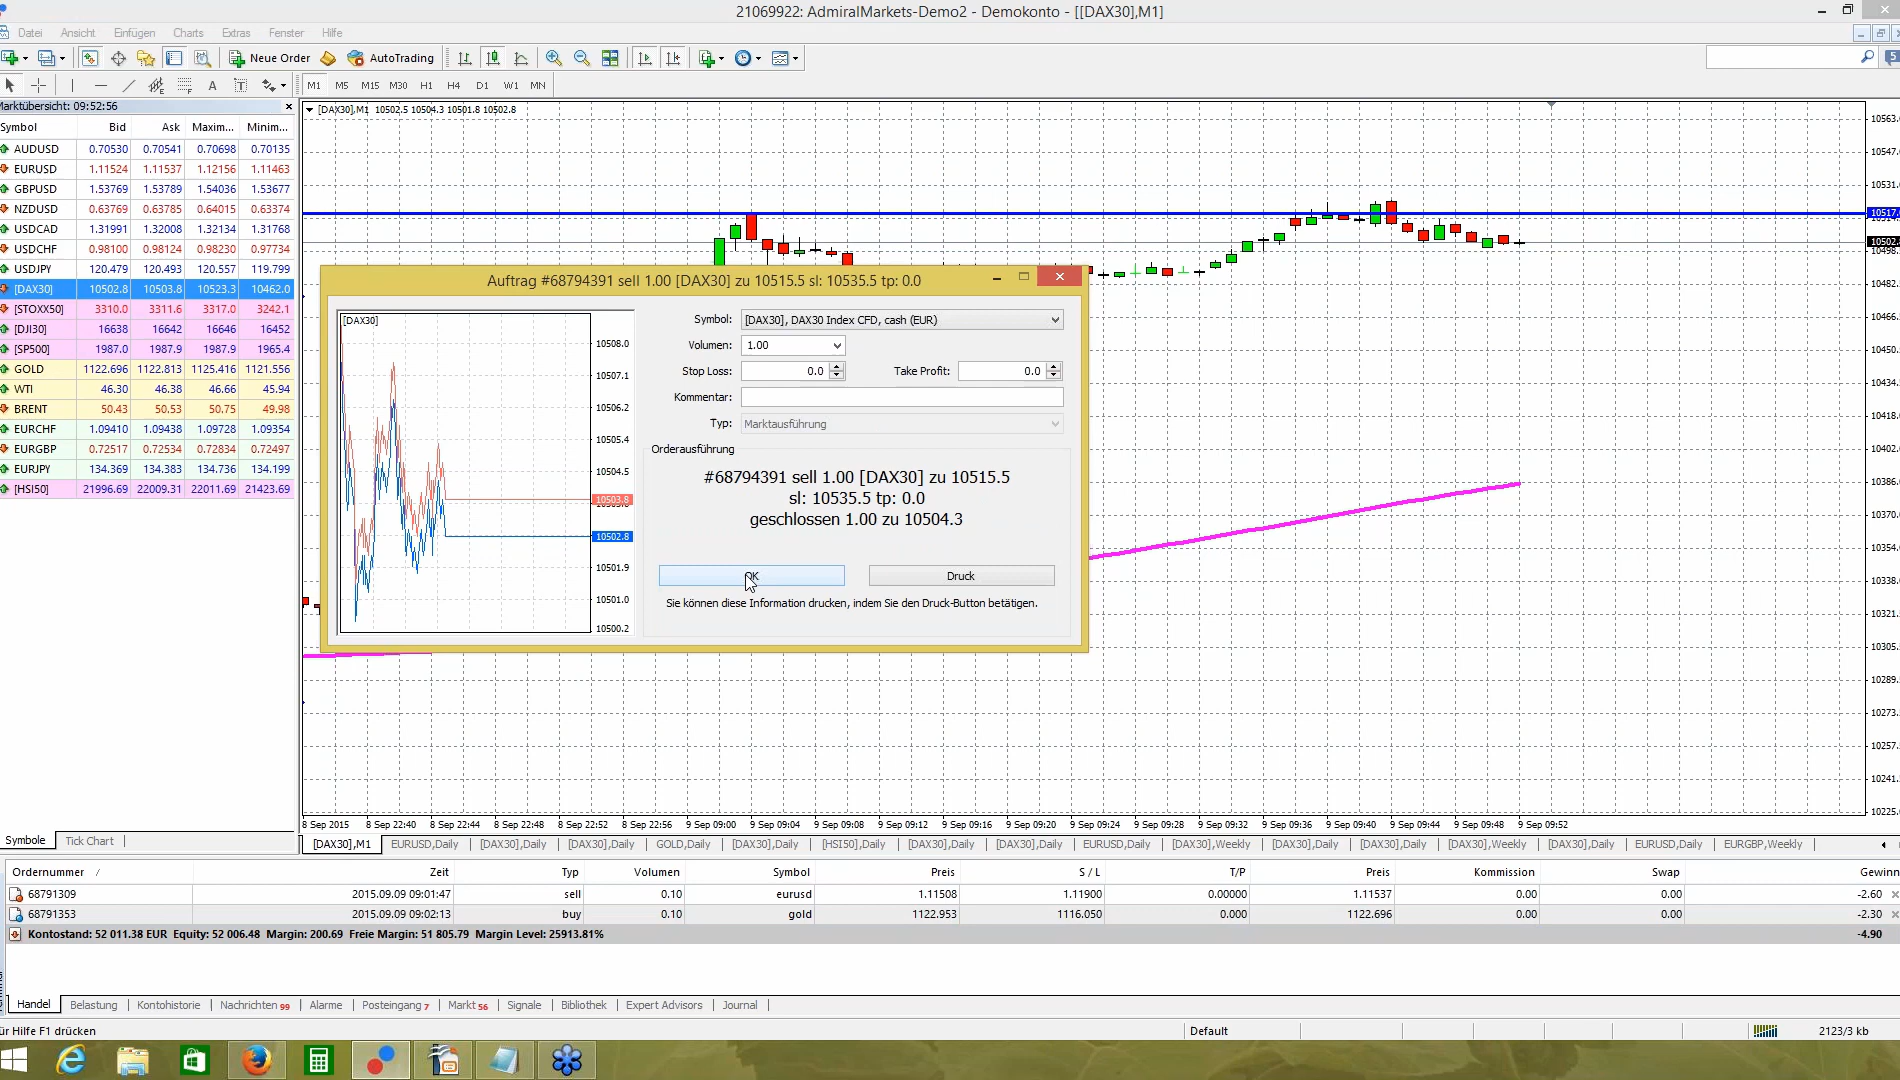 21069922: AdmiralMarkets-Demo2 - Demokonto - [[DAX30],M1]
Datei Ansicht Einfügen Charts Extras Fenster Hilfe
New Order AutoTrading
5
A T M1 M5 M15 M30 H1 H4 D1 W1 MN
Marktübersicht: 09:52:56
Symbol Bid Ask Maxim... Minim...
AUDUSD 0.70530 0.70541 0.70698 0.70135
EURUSD 1.11524 1.11537 1.12156 1.11463
GBPUSD 1.53769 1.53789 1.54036 1.53677
NZDUSD 0.63769 0.63785 0.64015 0.63374
USDCAD 1.31991 1.32008 1.32134 1.31768
USDCHF 0.98100 0.98124 0.98230 0.97734
USDJPY 120.479 120.493 120.557 119.799
[DAX30] 10502.8 10503.8 10523.3 10462.0
[STOXX50] 3310.0 3311.6 3317.0 3242.1
[DJI30] 16638 16642 16646 16452
[SP500] 1987.0 1987.9 1987.9 1965.4
GOLD 1122.696 1122.813 1125.416 1121.556
WTI 46.30 46.38 46.66 45.94
BRENT 50.43 50.53 50.75 49.98
EURCHF 1.09410 1.09438 1.09728 1.09354
EURGBP 0.72517 0.72534 0.72834 0.72497
EURJPY 134.369 134.383 134.736 134.199
[HSI50] 21996.69 22009.31 22011.69 21423.69
Symbole Tick Chart
[DAX30],M1 10502.5 10504.3 10501.8 10502.8
10563.
10547.
10531.
10517.
10502.
10498.
10482.
10466.
10450.
10434.
10418.
10402.
10386.
10370.
10354.
10338.
10321.
10305.
10289.
10273.
10257.
10241.
10225.
Auftrag #68794391 sell 1.00 [DAX30] zu 10515.5 sl: 10535.5 tp: 0.0
[DAX30]
10508.0
10507.1
10506.2
10505.4
10504.5
10503.8
10502.8
10501.9
10501.0
10500.2
Symbol: [DAX30], DAX30 Index CFD, cash (EUR)
Volumen: 1.00
Stop Loss: 0.0 Take Profit: 0.0
Kommentar:
Typ: Marktausführung
Orderausführung
#68794391 sell 1.00 [DAX30] zu 10515.5
sl: 10535.5 tp: 0.0
geschlossen 1.00 zu 10504.3
OK Druck
Sie können diese Information drucken, indem Sie den Druck-Button betätigen.
8 Sep 2015 8 Sep 22:40 8 Sep 22:44 8 Sep 22:48 8 Sep 22:52 8 Sep 22:56 9 Sep 09:00 9 Sep 09:04 9 Sep 09:08 9 Sep 09:12 9 Sep 09:16 9 Sep 09:20 9 Sep 09:24 9 Sep 09:28 9 Sep 09:32 9 Sep 09:36 9 Sep 09:40 9 Sep 09:44 9 Sep 09:48 9 Sep 09:52
[DAX30],M1 EURUSD,Daily [DAX30],Daily [DAX30],Daily GOLD,Daily [DAX30],Daily [HSI50],Daily [DAX30],Daily [DAX30],Daily EURUSD,Daily [DAX30],Weekly [DAX30],Daily [DAX30],Daily [DAX30],Weekly [DAX30],Daily EURUSD,Daily EURGBP,Weekly
Ordernummer / Zeit Typ Volumen Symbol Preis S / L T/P Preis Kommission Swap Gewinn
68791309 2015.09.09 09:01:47 sell 0.10 eurusd 1.11508 1.11900 0.00000 1.11537 0.00 0.00 -2.60
68791353 2015.09.09 09:02:13 buy 0.10 gold 1122.953 1116.050 0.000 1122.696 0.00 0.00 -2.30
Kontostand: 52 011.38 EUR Equity: 52 006.48 Margin: 200.69 Freie Margin: 51 805.79 Margin Level: 25913.81% -4.90
Handel Belastung Kontohistorie Nachrichten 99 Alarme Posteingang 7 Markt 56 Signale Bibliothek Expert Advisors Journal
ür Hilfe F1 drücken Default 2123/3 kb